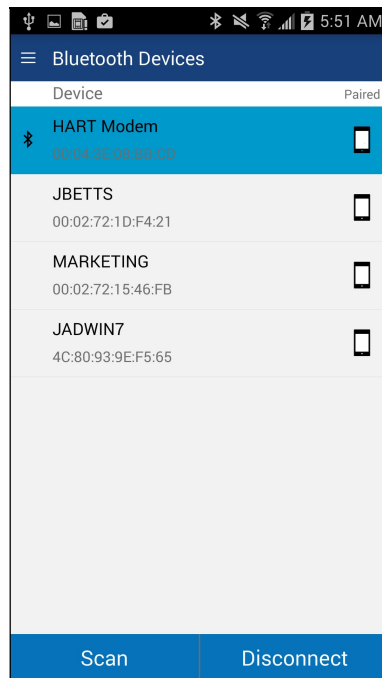 5:51 AM
Bluetooth Devices
Device Paired
HART Modem
JBETTS
00:02:72:1D:F4:21
MARKETING
00:02:72:15:46:FB
JADWIN7
4C:80:93:9E:F5:65
Scan Disconnect